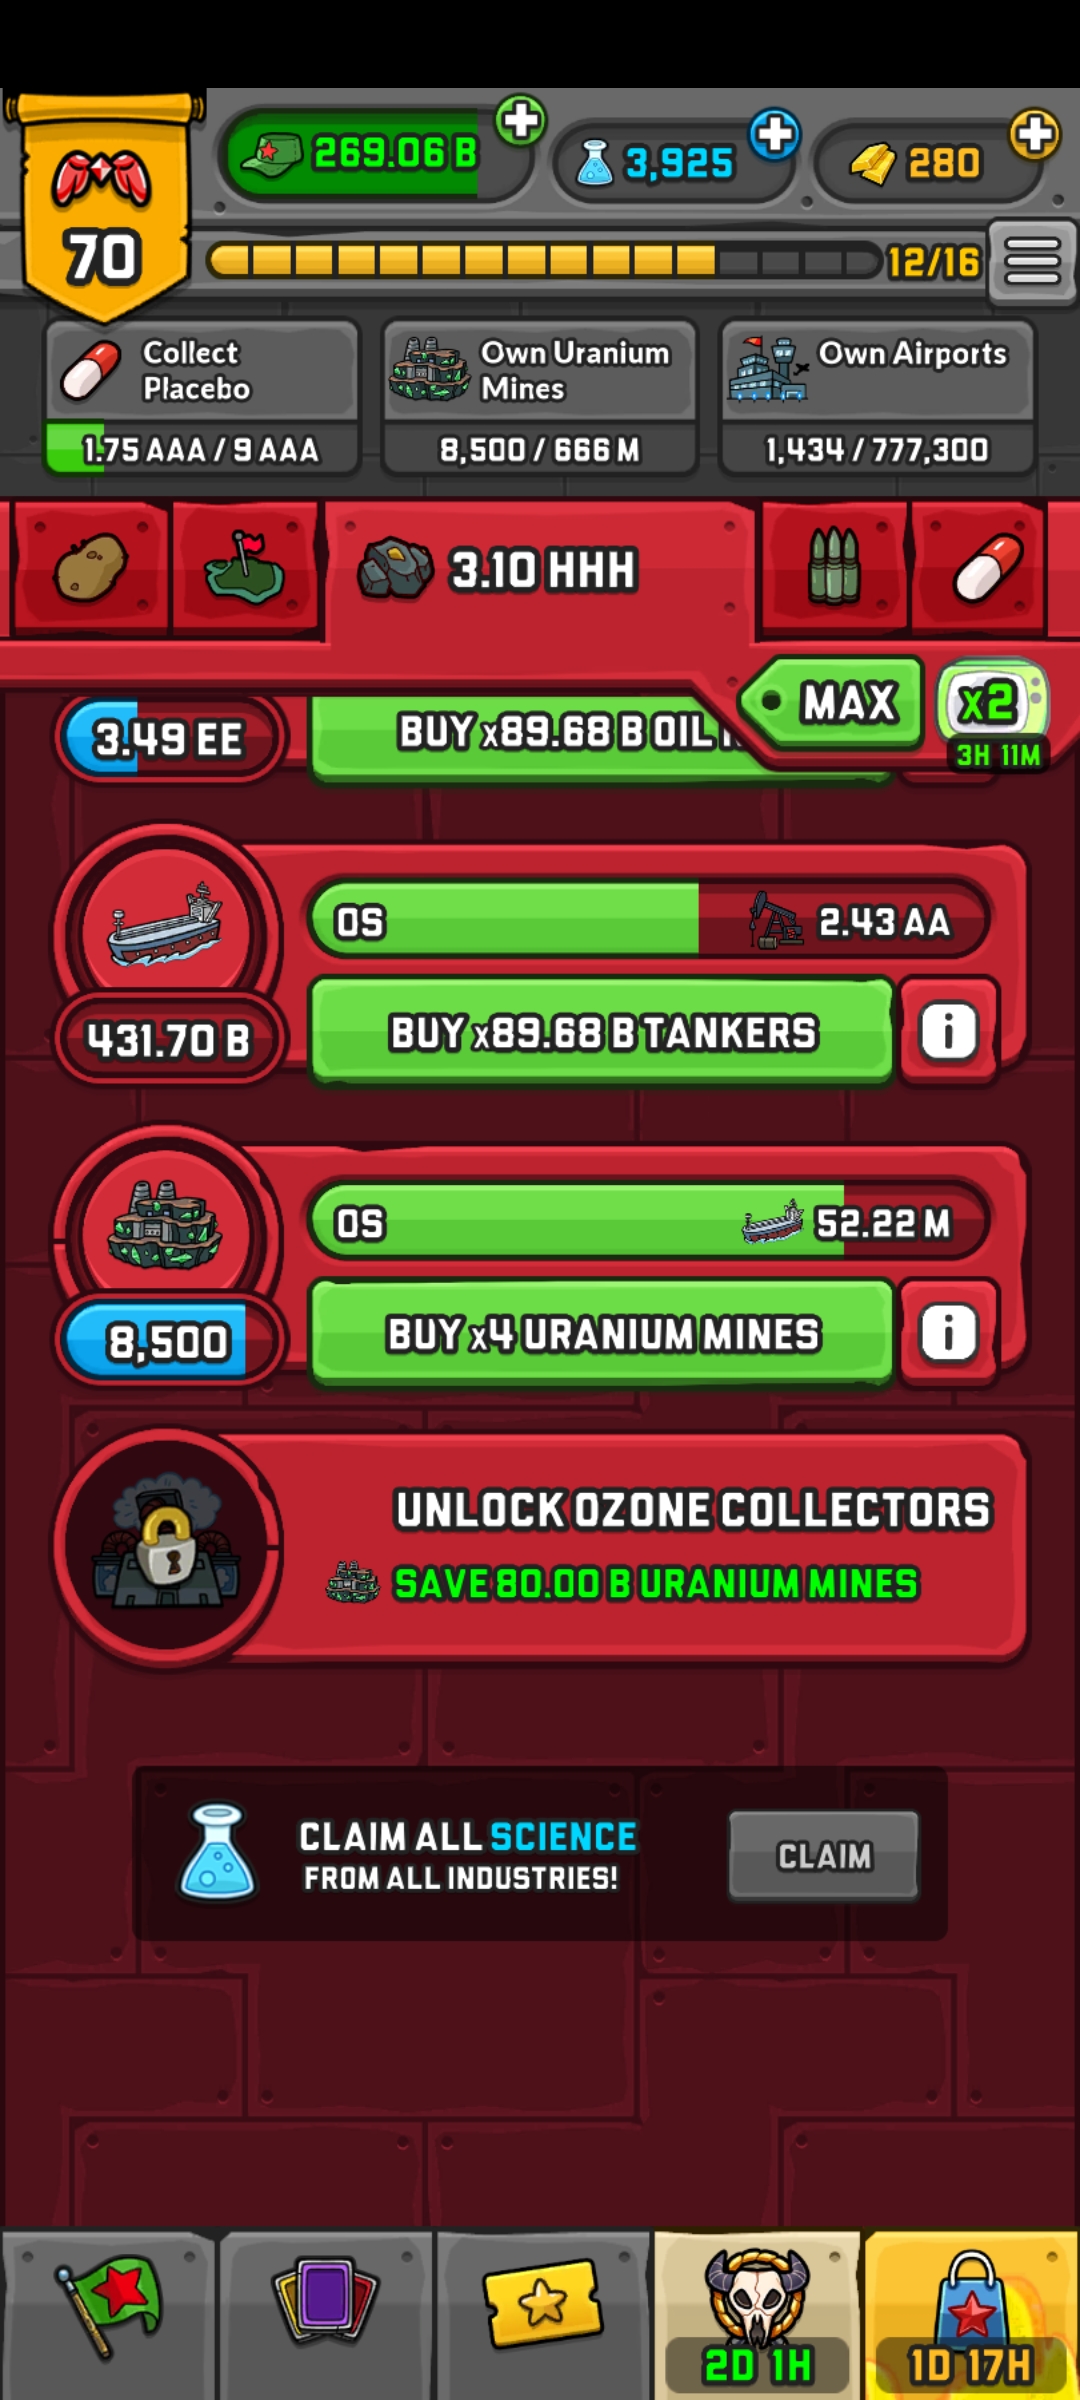 269.06 B
3,925
280
70
12/16
Collect
Placebo
1.75 AAA / 9 AAA
Own Uranium
Mines
8,500 / 666 M
Own Airports
1,434 / 777,300
3.10 HHH
MAX
x2
3H 11M
3.49 EE
BUY x89.68 B OIL
0S
2.43 AA
431.70 B
BUY x89.68 B TANKERS
i
0S
52.22 M
8,500
BUY x4 URANIUM MINES
i
UNLOCK OZONE COLLECTORS
SAVE 80.00 B URANIUM MINES
CLAIM ALL SCIENCE
FROM ALL INDUSTRIES!
CLAIM
2D 1H
1D 17H